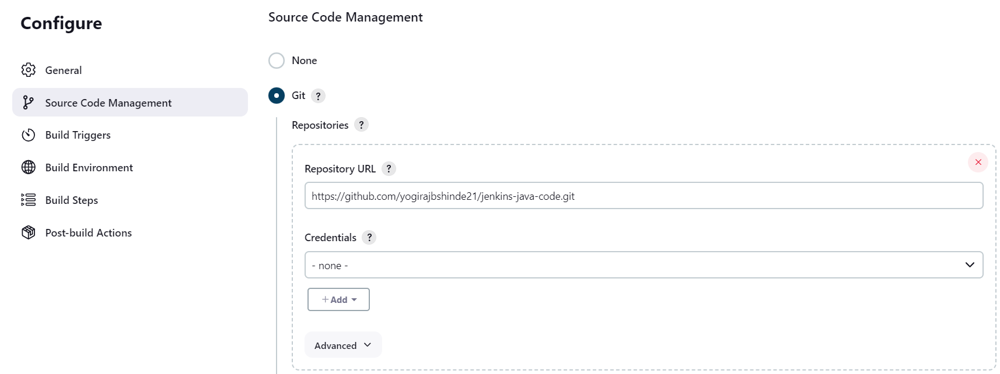 Configure
General
Source Code Management
Build Triggers
Build Environment
Build Steps
Post-build Actions
Source Code Management
None
Git ?
Repositories ?
Repository URL ?
https://github.com/yogirajbshinde21/jenkins-java-code.git
Credentials ?
- none -
+ Add
Advanced